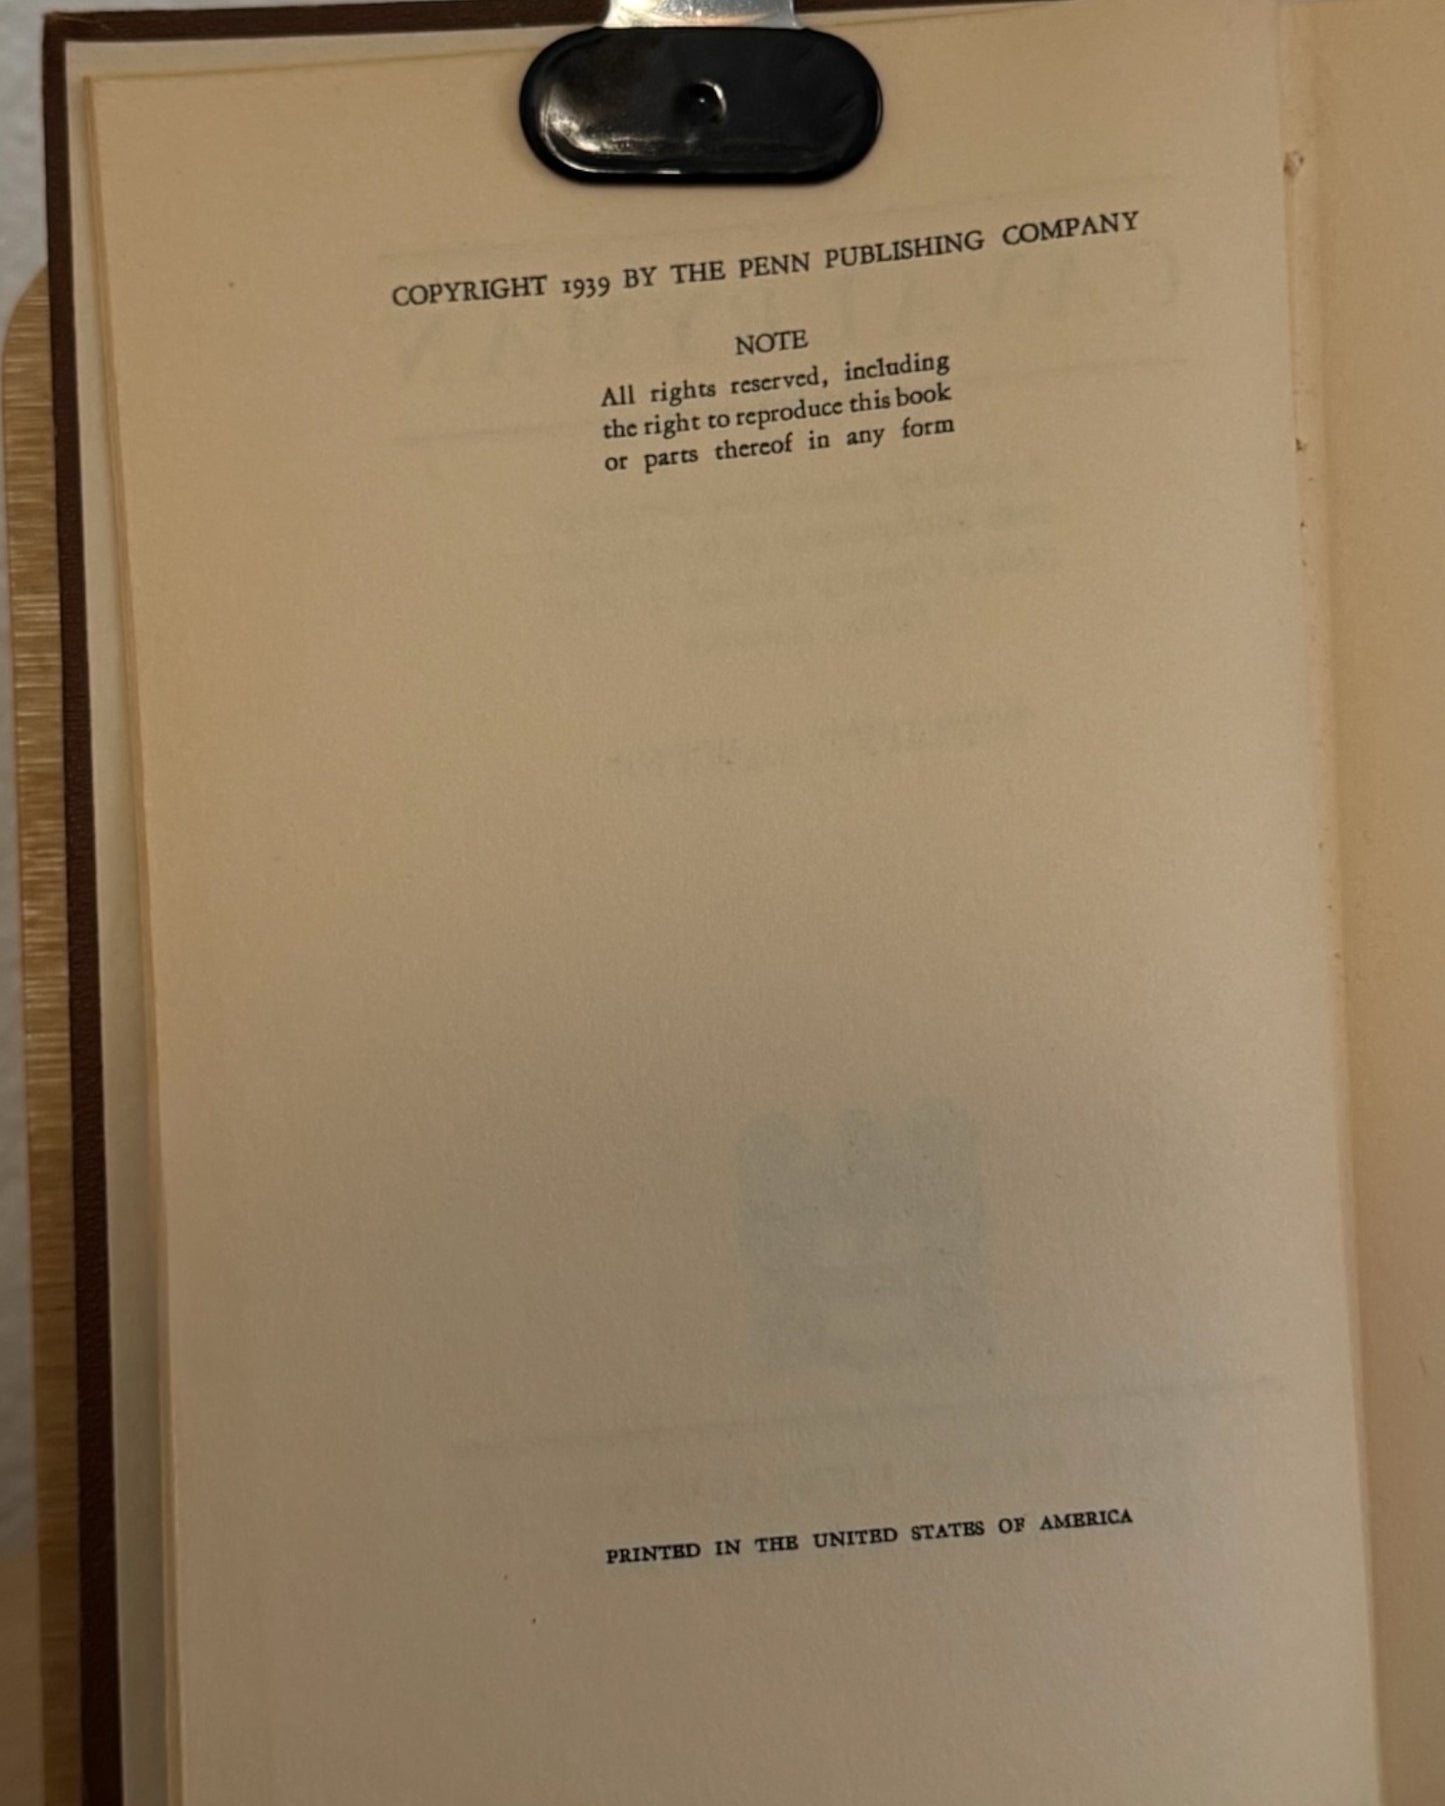 COPYRIGHT 1939 BY THE PENN PUBLISHING COMPANY
NOTE
All rights reserved, including
the right to reproduce this book
or parts thereof in any form
PRINTED IN THE UNITED STATES OF AMERICA